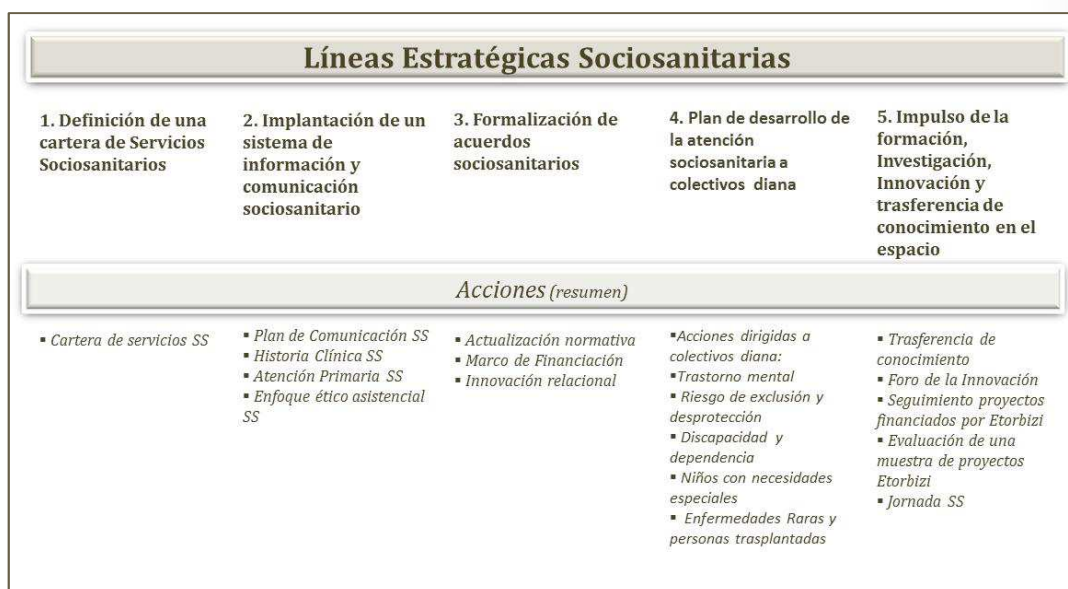 Líneas Estratégicas Sociosanitarias
1. Definición de una
cartera de Servicios
Sociosanitarios
2. Implantación de un
sistema de
información y
comunicación
sociosanitario
3. Formalización de
acuerdos
sociosanitarios
4. Plan de desarrollo de
la atención
sociosanitaria a
colectivos diana
5. Impulso de la
formación,
Investigación,
Innovación y
trasferencia de
conocimiento en el
espacio
Acciones (resumen)
▪ Cartera de servicios SS
▪ Plan de Comunicación SS
▪ Historia Clínica SS
▪ Atención Primaria SS
▪ Enfoque ético asistencial
SS
▪ Actualización normativa
▪ Marco de Financiación
▪ Innovación relacional
▪Acciones dirigidas a
colectivos diana:
▪Trastorno mental
▪ Riesgo de exclusión y
desprotección
▪ Discapacidad y
dependencia
▪ Niños con necesidades
especiales
▪ Enfermedades Raras y
personas trasplantadas
▪ Trasferencia de
conocimiento
▪ Foro de la Innovación
▪ Seguimiento proyectos
financiados por Etorbizi
▪ Evaluación de una
muestra de proyectos
Etorbizi
▪ Jornada SS